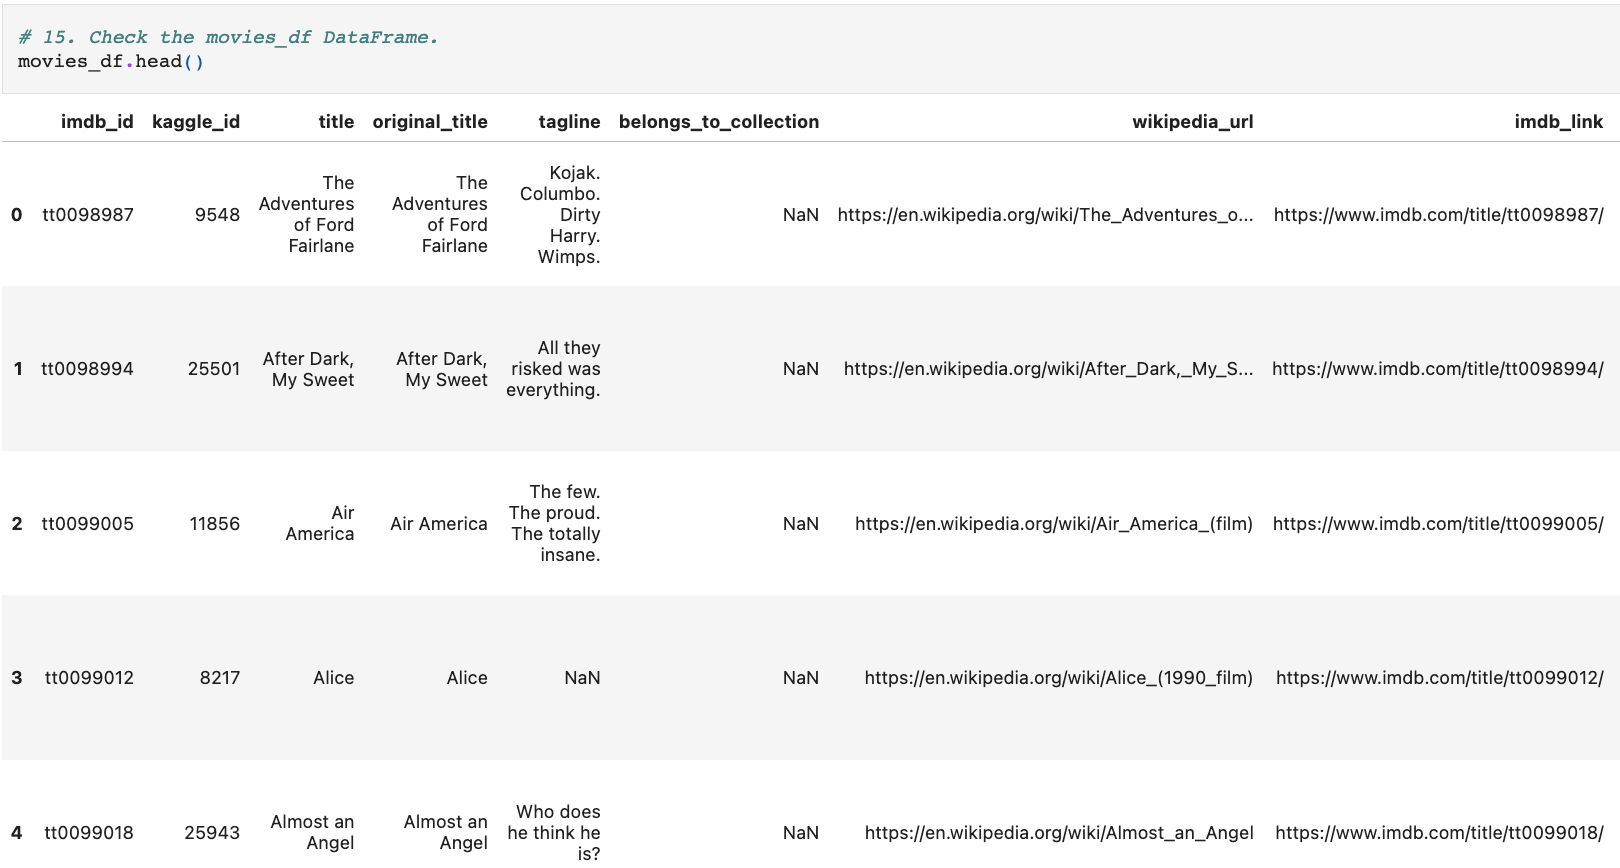 # 15. Check the movies_df DataFrame.
movies_df.head()
imdb_id kaggle_id title original_title tagline belongs_to_collection wikipedia_url imdb_link
0 tt0098987 9548 The Adventures of Ford Fairlane The Adventures of Ford Fairlane Kojak. Columbo. Dirty Harry. Wimps. NaN https://en.wikipedia.org/wiki/The_Adventures_o... https://www.imdb.com/title/tt0098987/
1 tt0098994 25501 After Dark, My Sweet After Dark, My Sweet All they risked was everything. NaN https://en.wikipedia.org/wiki/After_Dark,_My_S... https://www.imdb.com/title/tt0098994/
2 tt0099005 11856 Air America Air America The few. The proud. The totally insane. NaN https://en.wikipedia.org/wiki/Air_America_(film) https://www.imdb.com/title/tt0099005/
3 tt0099012 8217 Alice Alice NaN NaN https://en.wikipedia.org/wiki/Alice_(1990_film) https://www.imdb.com/title/tt0099012/
4 tt0099018 25943 Almost an Angel Almost an Angel Who does he think he is? NaN https://en.wikipedia.org/wiki/Almost_an_Angel https://www.imdb.com/title/tt0099018/